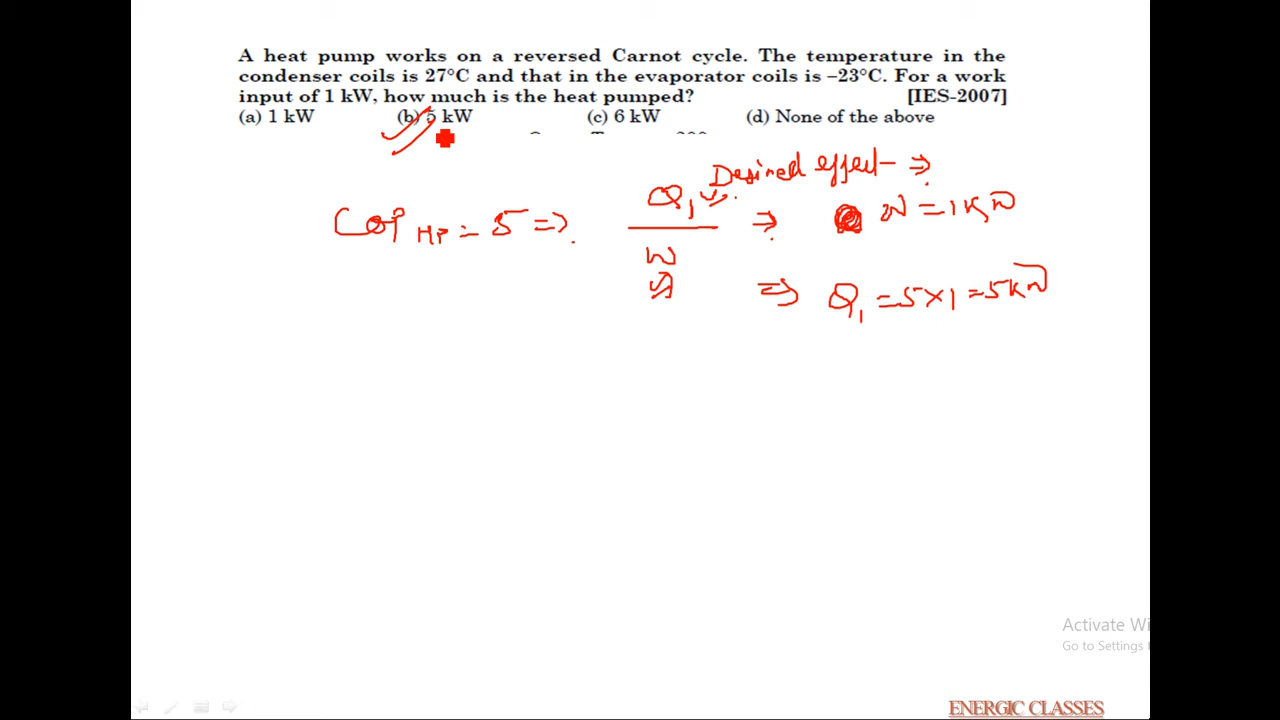 A heat pump works on a reversed Carnot cycle. The temperature in the
condenser coils is 27°C and that in the evaporator coils is –23°C. For a work
input of 1 kW, how much is the heat pumped? [IES-2007]
(a) 1 kW (b) 5 kW (c) 6 kW (d) None of the above
Desired effect ⇒
COP HP = 5 ⇒ Q1 / W ⇒ W = 1 KW
⇒ Q1 = 5 × 1 = 5 KW
Activate Wi
Go to Settings
ENERGIC CLASSES